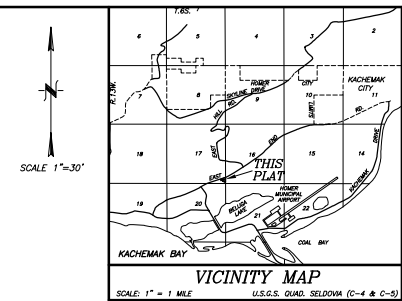 T.6S.
6 5 4 3 2
N
R.13W.
HOMER CITY
SKYLINE DRIVE
KACHEMAK
CITY
7 8 9 10 11
HILL RD.
LIMITS
RD.
EAST
END
18 17 16 15 14
SCALE 1"=30'
THIS
PLAT
EAST
KACHEMAK DRIVE
HOMER
MUNICIPAL
AIRPORT
19 20 21 22
BELUGA
LAKE
KACHEMAK BAY
COAL BAY
VICINITY MAP
SCALE: 1" = 1 MILE U.S.G.S. QUAD. SELDOVIA (C-4 & C-5)